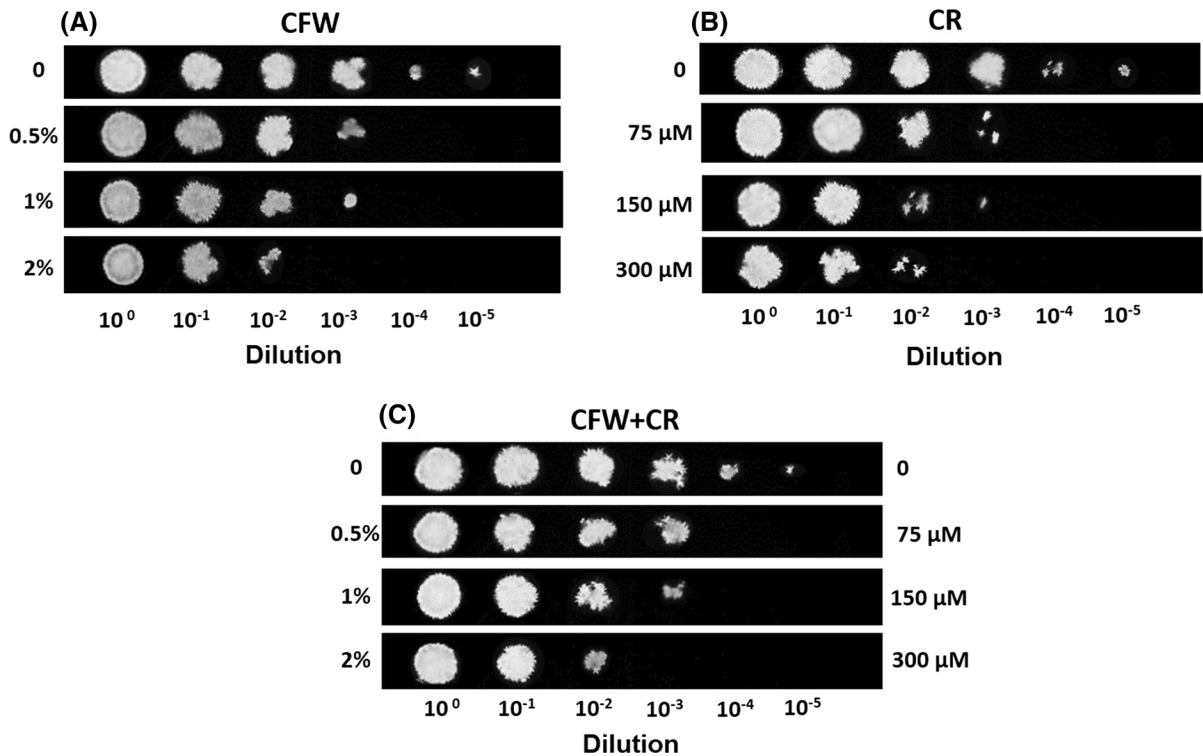 (A) CFW
0
0.5%
1%
2%
10⁰ 10⁻¹ 10⁻² 10⁻³ 10⁻⁴ 10⁻⁵
Dilution
(B) CR
0
75 µM
150 µM
300 µM
10⁰ 10⁻¹ 10⁻² 10⁻³ 10⁻⁴ 10⁻⁵
Dilution
(C) CFW+CR
0 0
0.5% 75 µM
1% 150 µM
2% 300 µM
10⁰ 10⁻¹ 10⁻² 10⁻³ 10⁻⁴ 10⁻⁵
Dilution